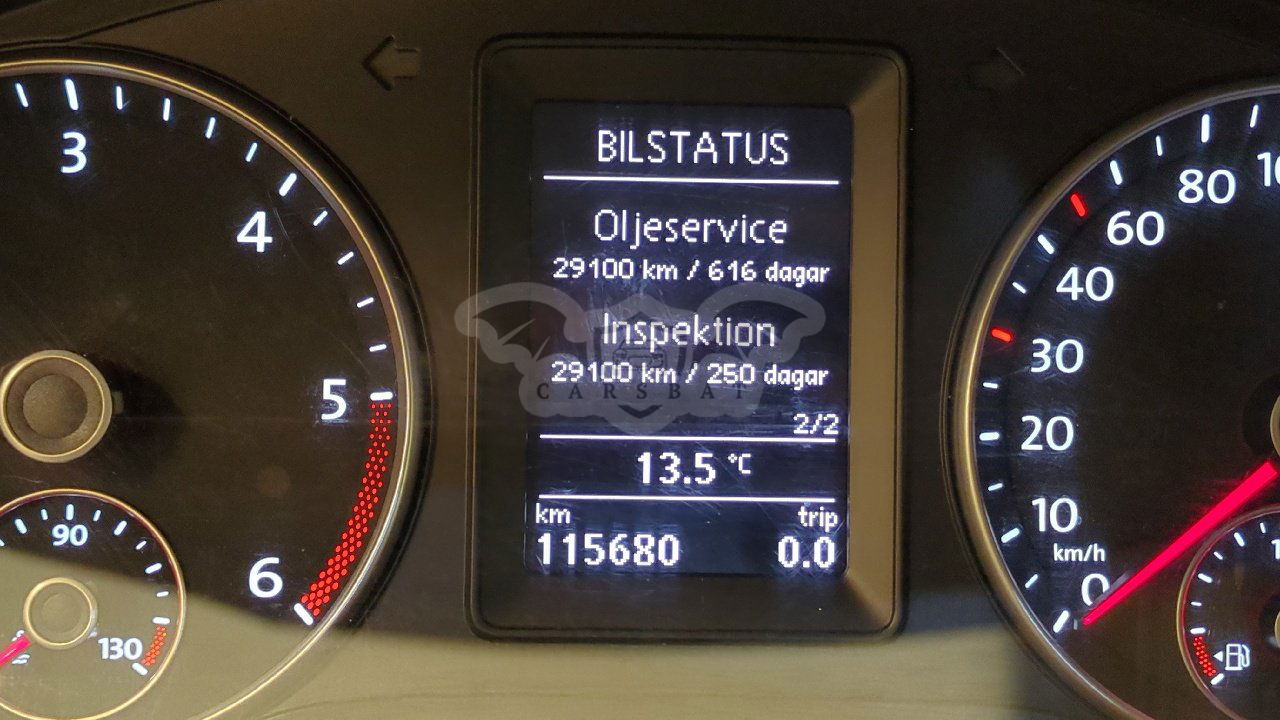 BILSTATUS
Oljeservice
29100 km / 616 dagar
Inspektion
29100 km / 250 dagar
CARSBAT
2/2
13.5 °C
km trip
115680 0.0
3
4
5
6
90
130
80
60
40
30
20
10
km/h
0